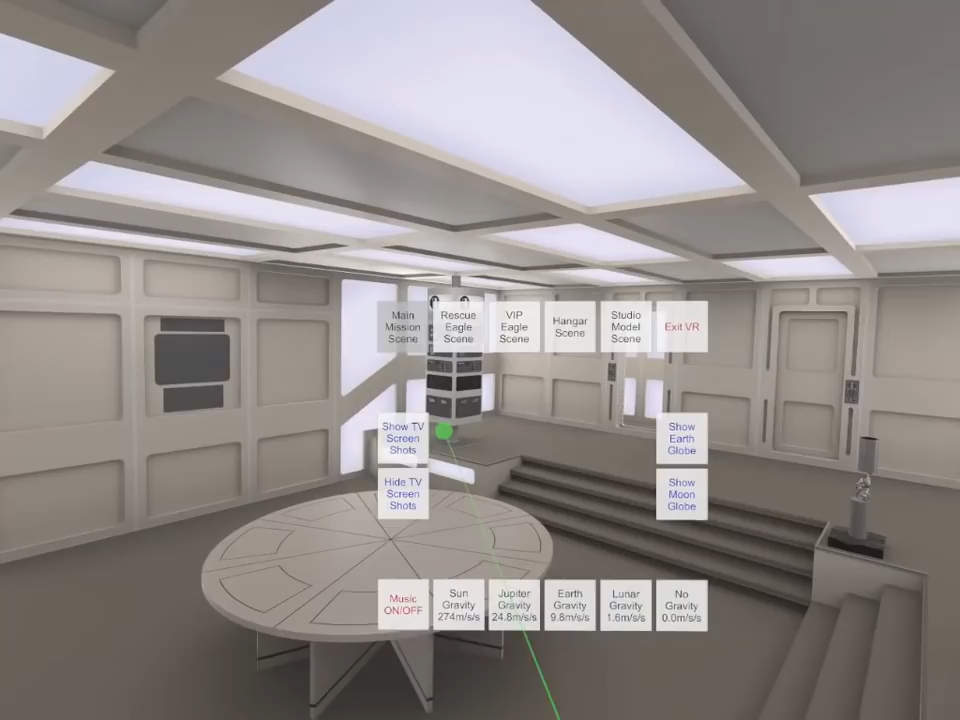 Main
Mission
Scene
Rescue
Eagle
Scene
VIP
Eagle
Scene
Hangar
Scene
Studio
Model
Scene
Exit VR
Show TV
Screen
Shots
Show
Earth
Globe
Hide TV
Screen
Shots
Show
Moon
Globe
Music
ON/OFF
Sun
Gravity
274m/s/s
Jupiter
Gravity
24.8m/s/s
Earth
Gravity
9.8m/s/s
Lunar
Gravity
1.6m/s/s
No
Gravity
0.0m/s/s